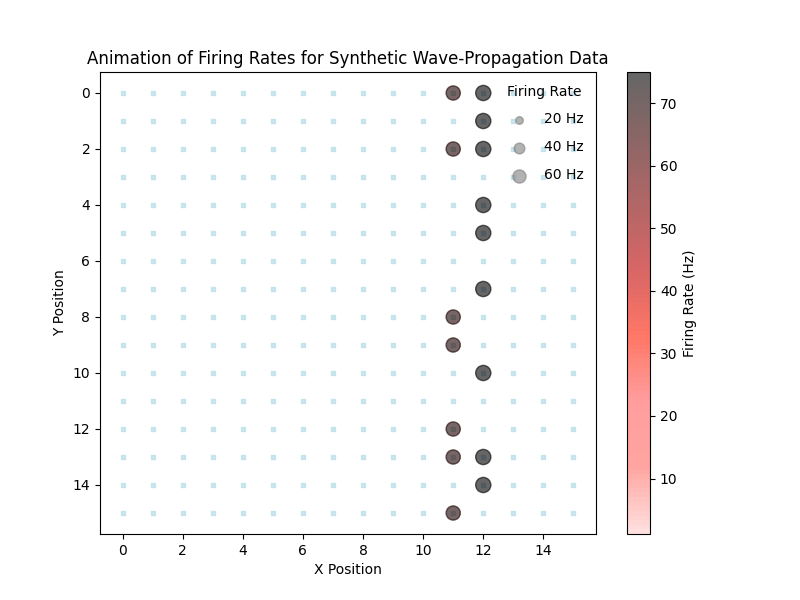 Animation of Firing Rates for Synthetic Wave-Propagation Data
Firing Rate
20 Hz
40 Hz
60 Hz
0
2
4
6
8
10
12
14
Y Position
0 2 4 6 8 10 12 14
X Position
70
60
50
40
30
20
10
Firing Rate (Hz)